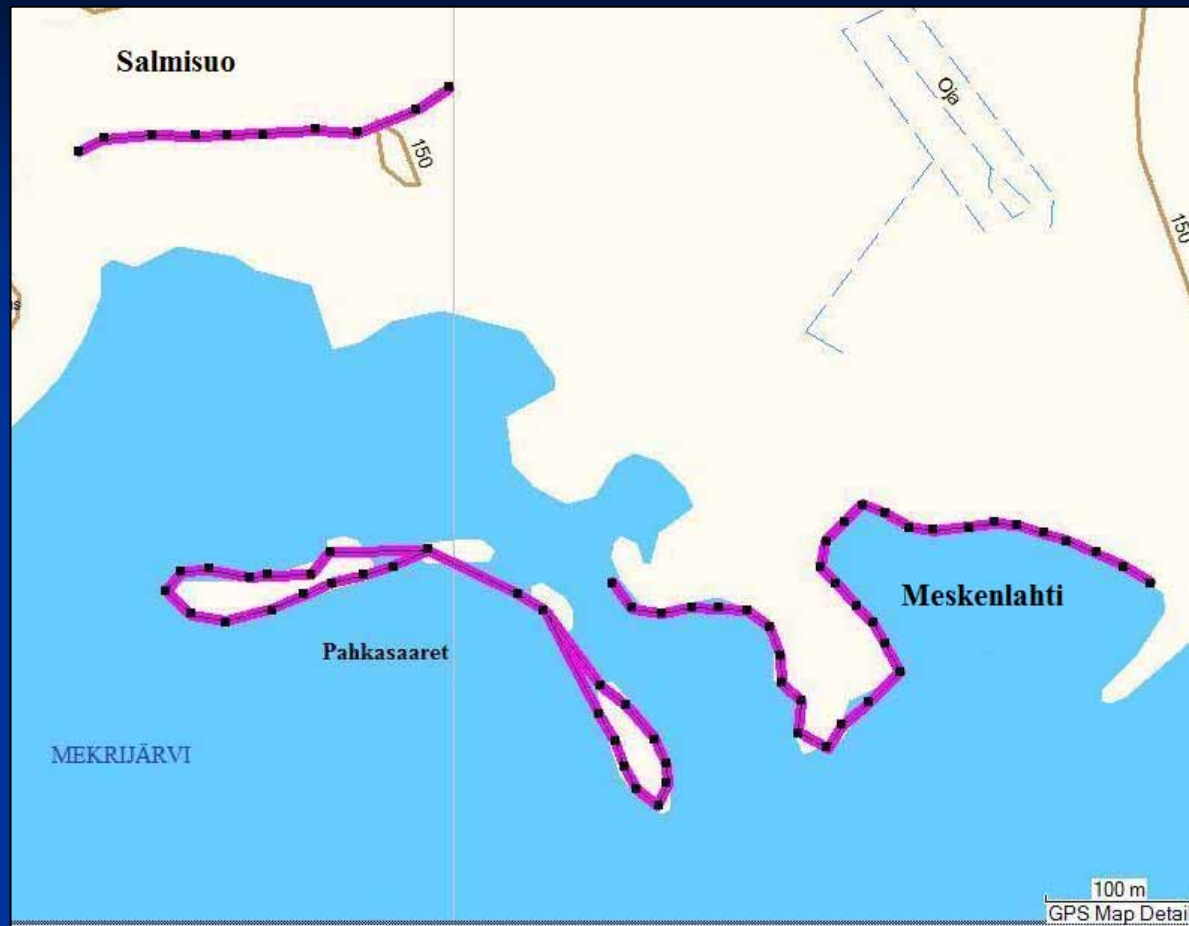 Salmisuo
Oja
150
150
s
Meskenlahti
Pahkasaaret
MEKRIJÄRVI
100 m
GPS Map Detai